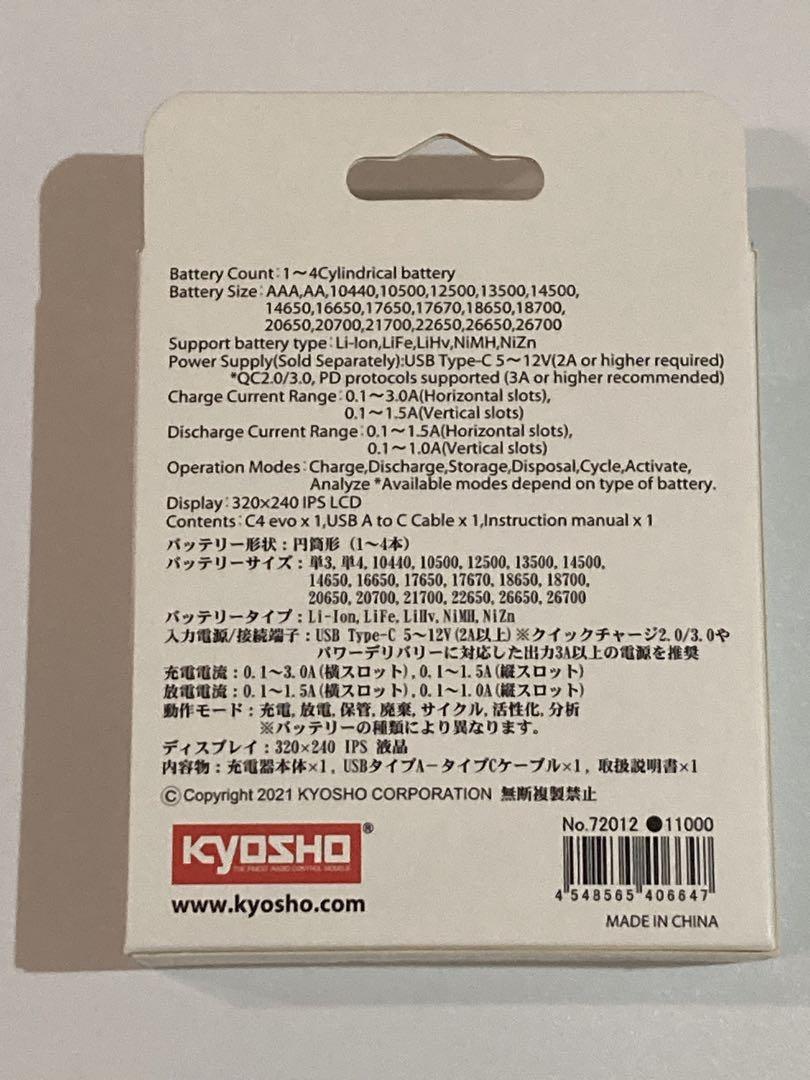 Battery Count:1〜4Cylindrical battery
Battery Size:AAA,AA,10440,10500,12500,13500,14500,
14650,16650,17650,17670,18650,18700,
20650,20700,21700,22650,26650,26700
Support battery type:Li-Ion,LiFe,LiHv,NiMH,NiZn
Power Supply(Sold Separately):USB Type-C 5〜12V(2A or higher required)
*QC2.0/3.0, PD protocols supported (3A or higher recommended)
Charge Current Range:0.1〜3.0A(Horizontal slots),
0.1〜1.5A(Vertical slots)
Discharge Current Range:0.1〜1.5A(Horizontal slots),
0.1〜1.0A(Vertical slots)
Operation Modes:Charge,Discharge,Storage,Disposal,Cycle,Activate,
Analyze *Available modes depend on type of battery.
Display:320×240 IPS LCD
Contents:C4 evo x 1,USB A to C Cable x 1,Instruction manual x 1
バッテリー形状:円筒形 (1〜4本)
バッテリーサイズ:単3, 単4, 10440, 10500, 12500, 13500, 14500,
14650, 16650, 17650, 17670, 18650, 18700,
20650, 20700, 21700, 22650, 26650, 26700
バッテリータイプ:Li-Ion, LiFe, LiHv, NiMH, NiZn
入力電源/接続端子:USB Type-C 5〜12V(2A以上)※クイックチャージ2.0/3.0や
パワーデリバリーに対応した出力3A以上の電源を推奨
充電電流:0.1〜3.0A(横スロット), 0.1〜1.5A(縦スロット)
放電電流:0.1〜1.5A(横スロット), 0.1〜1.0A(縦スロット)
動作モード:充電, 放電, 保管, 廃棄, サイクル, 活性化, 分析
※バッテリーの種類により異なります。
ディスプレイ:320×240 IPS 液晶
内容物:充電器本体×1, USBタイプA－タイプCケーブル×1, 取扱説明書×1
©Copyright 2021 KYOSHO CORPORATION 無断複製禁止
KYOSHO®
THE FINEST RADIO CONTROL MODELS
www.kyosho.com
No.72012 ●11000
4 548565 406647
MADE IN CHINA